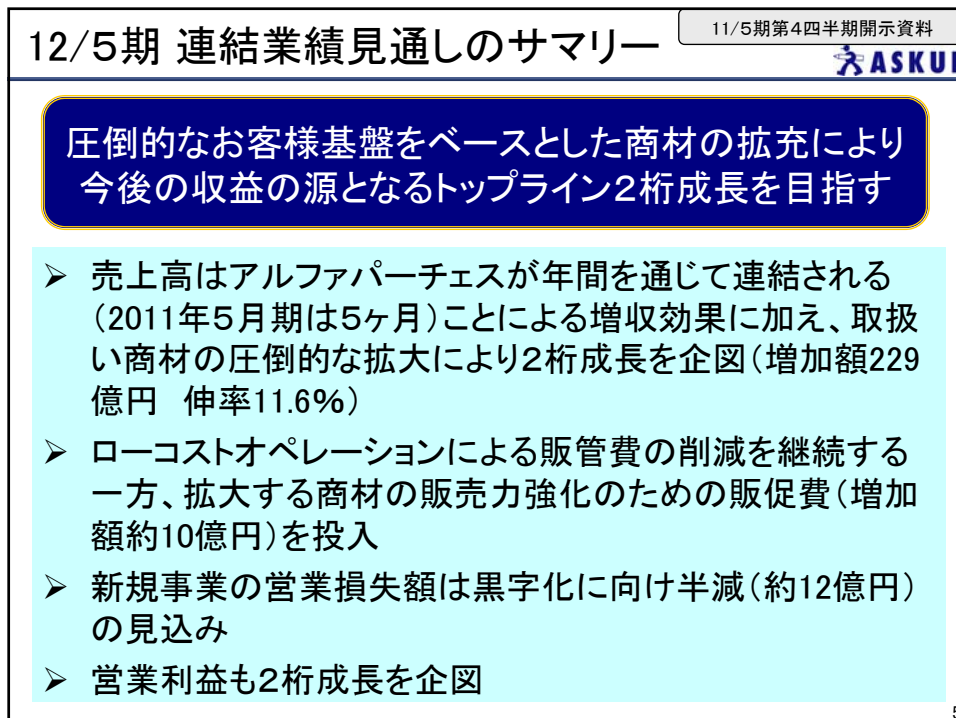 12/5期 連結業績見通しのサマリー
11/5期第4四半期開示資料
ASKUL
圧倒的なお客様基盤をベースとした商材の拡充により
今後の収益の源となるトップライン２桁成長を目指す
➢ 売上高はアルファパーチェスが年間を通じて連結される
（2011年５月期は５ヶ月）ことによる増収効果に加え、取扱
い商材の圧倒的な拡大により２桁成長を企図（増加額229
億円　伸率11.6％）
➢ ローコストオペレーションによる販管費の削減を継続する
一方、拡大する商材の販売力強化のための販促費（増加
額約10億円）を投入
➢ 新規事業の営業損失額は黒字化に向け半減（約12億円）
の見込み
➢ 営業利益も２桁成長を企図
5